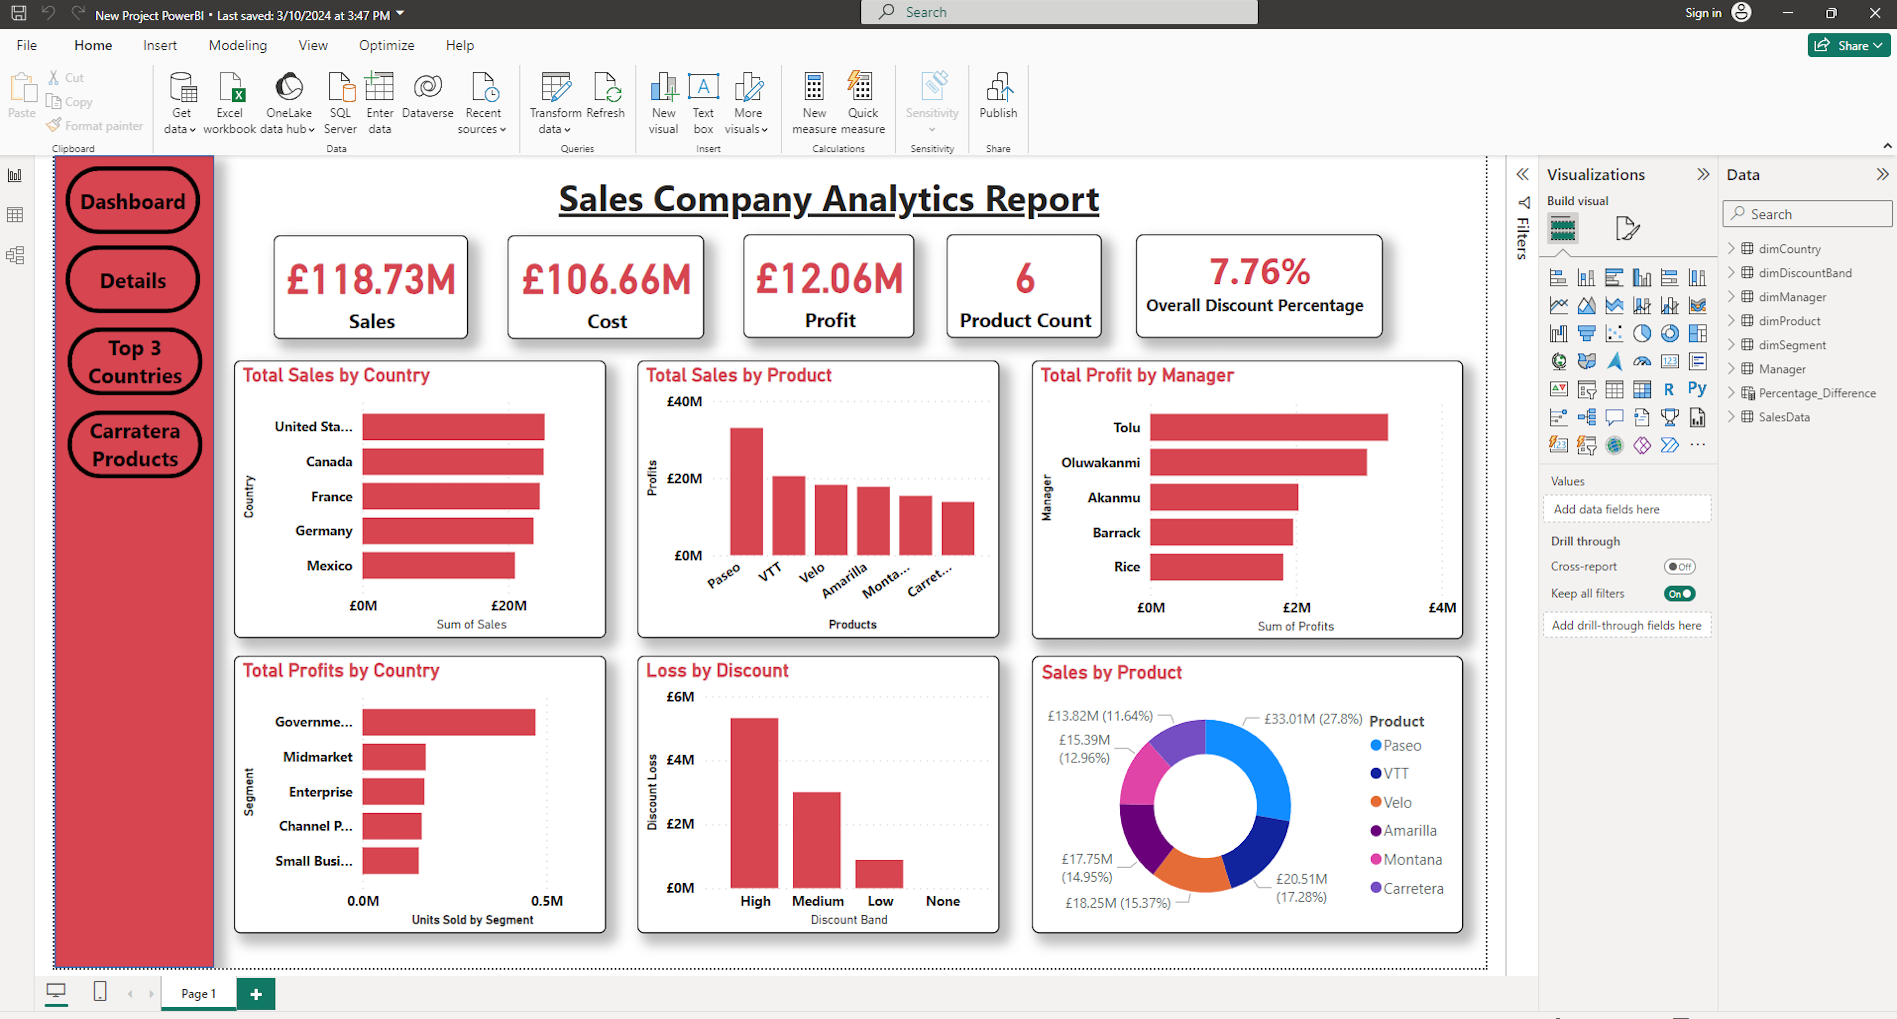 New Project PowerBI • Last saved: 3/10/2024 at 3:47 PM
Search
Sign in
File Home Insert Modeling View Optimize Help
Share
Paste
Cut
Copy
Format painter
Clipboard
Get data
Excel workbook
OneLake data hub
SQL Server
Enter data
Dataverse
Recent sources
Data
Transform data
Refresh
Queries
New visual
Text box
More visuals
Insert
New measure
Quick measure
Calculations
Sensitivity
Sensitivity
Publish
Share
Dashboard
Details
Top 3
Countries
Carratera
Products
Sales Company Analytics Report
£118.73M
Sales
£106.66M
Cost
£12.06M
Profit
6
Product Count
7.76%
Overall Discount Percentage
Total Sales by Country
Country
United Sta...
Canada
France
Germany
Mexico
£0M £20M
Sum of Sales
Total Sales by Product
Profits
£40M
£20M
£0M
Paseo VTT Velo Amarilla Monta... Carret...
Products
Total Profit by Manager
Manager
Tolu
Oluwakanmi
Akanmu
Barrack
Rice
£0M £2M £4M
Sum of Profits
Total Profits by Country
Segment
Governme...
Midmarket
Enterprise
Channel P...
Small Busi...
0.0M 0.5M
Units Sold by Segment
Loss by Discount
Discount Loss
£6M
£4M
£2M
£0M
High Medium Low None
Discount Band
Sales by Product
£13.82M (11.64%)
£33.01M (27.8%)
£15.39M
(12.96%)
£17.75M
(14.95%)
£18.25M (15.37%)
£20.51M
(17.28%)
Product
Paseo
VTT
Velo
Amarilla
Montana
Carretera
Filters
Visualizations
Build visual
R Py
123
123
Values
Add data fields here
Drill through
Cross-report Off
Keep all filters On
Add drill-through fields here
Data
Search
dimCountry
dimDiscountBand
dimManager
dimProduct
dimSegment
Manager
Percentage_Difference
SalesData
Page 1